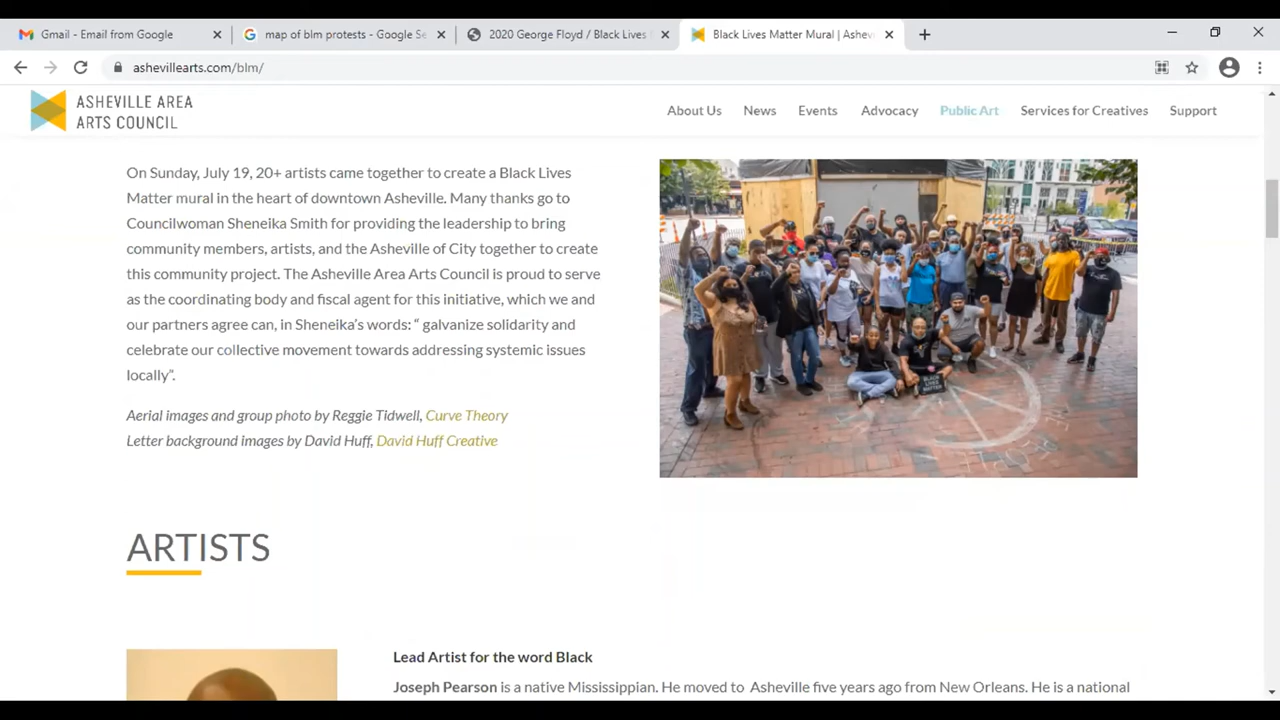 Gmail - Email from Google
map of blm protests - Google Se
2020 George Floyd / Black Lives
Black Lives Matter Mural | Ashev
ashevillearts.com/blm/
ASHEVILLE AREA
ARTS COUNCIL
About Us News Events Advocacy Public Art Services for Creatives Support
On Sunday, July 19, 20+ artists came together to create a Black Lives
Matter mural in the heart of downtown Asheville. Many thanks go to
Councilwoman Sheneika Smith for providing the leadership to bring
community members, artists, and the Asheville of City together to create
this community project. The Asheville Area Arts Council is proud to serve
as the coordinating body and fiscal agent for this initiative, which we and
our partners agree can, in Sheneika's words: “ galvanize solidarity and
celebrate our collective movement towards addressing systemic issues
locally”.
Aerial images and group photo by Reggie Tidwell, Curve Theory
Letter background images by David Huff, David Huff Creative
BLACK
LIVES
MATTER
ARTISTS
Lead Artist for the word Black
Joseph Pearson is a native Mississippian. He moved to Asheville five years ago from New Orleans. He is a national